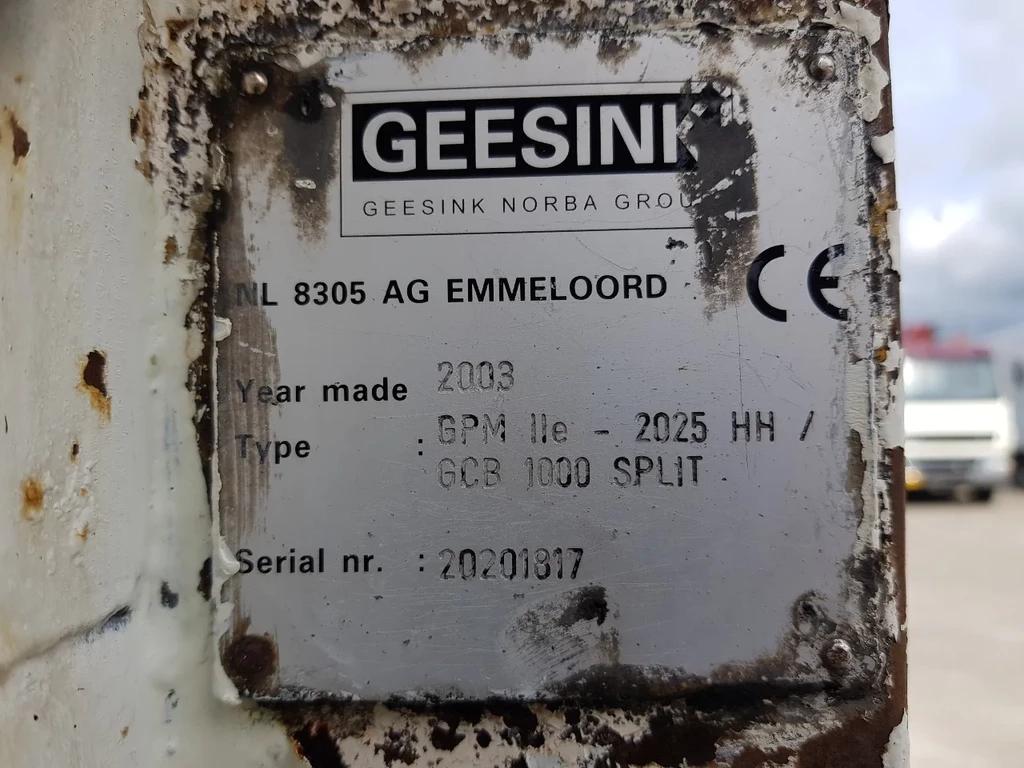 GEESINK
GEESINK NORBA GROU
NL 8305 AG EMMELOORD CE
Year made 2003
Type : GPM IIe - 2025 HH /
GCB 1000 SPLIT
Serial nr. : 20201817